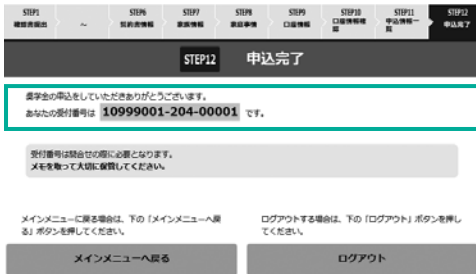 STEP1 STEP6 STEP7 STEP8 STEP9 STEP10 STEP11 STEP12
確認書提出 ～ 契約者情報 家族情報 家庭事情 口座情報 口座情報確認 申込情報一覧 申込完了
STEP12 申込完了
奨学金の申込をしていただきありがとうございます。
あなたの受付番号は 10999001-204-00001 です。
受付番号は問合せの際に必要となります。
メモを取って大切に保管してください。
メインメニューに戻る場合は、下の「メインメニューへ戻
る」ボタンを押してください。
ログアウトする場合は、下の「ログアウト」ボタンを押し
てください。
メインメニューへ戻る
ログアウト